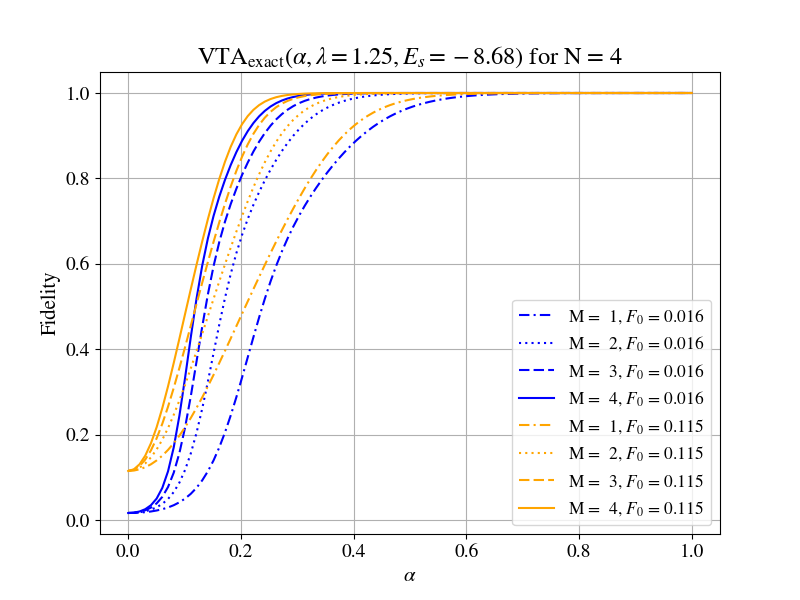 VTA_exact(α, λ = 1.25, E_s = −8.68) for N = 4
Fidelity
1.0
0.8
0.6
0.4
0.2
0.0
0.0 0.2 0.4 0.6 0.8 1.0
α
M = 1, F_0 = 0.016
M = 2, F_0 = 0.016
M = 3, F_0 = 0.016
M = 4, F_0 = 0.016
M = 1, F_0 = 0.115
M = 2, F_0 = 0.115
M = 3, F_0 = 0.115
M = 4, F_0 = 0.115